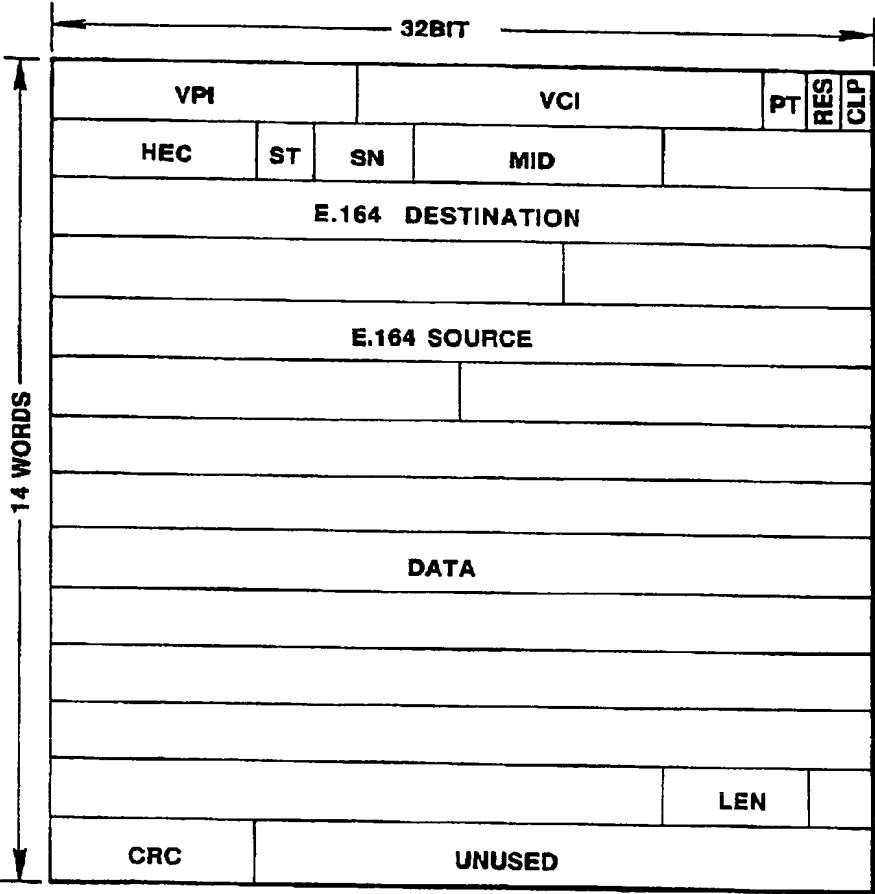 32BIT
VPI VCI PT RES CLP
HEC ST SN MID
E.164 DESTINATION
E.164 SOURCE
14 WORDS
DATA
LEN
CRC UNUSED